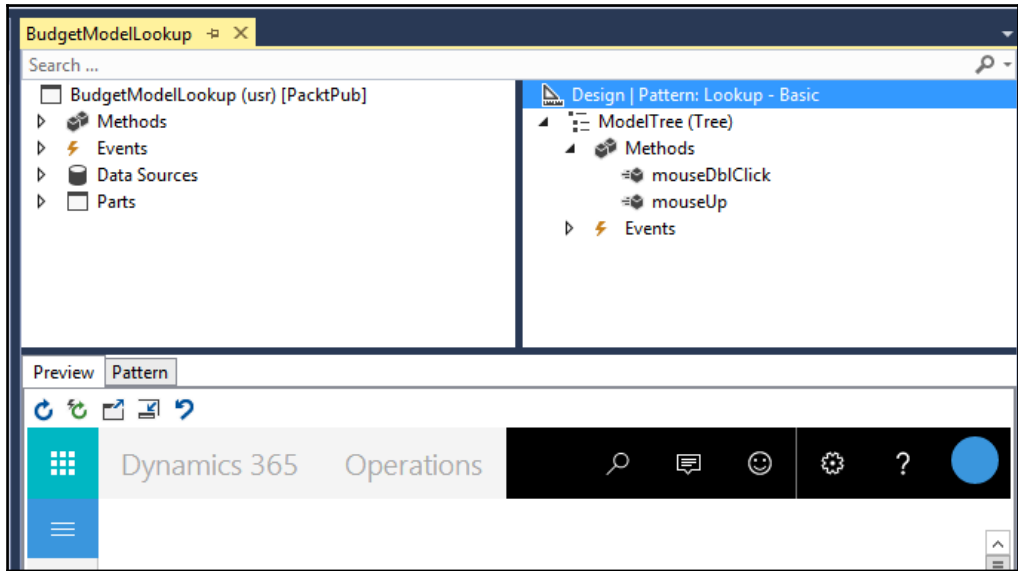 BudgetModelLookup
Search ...
BudgetModelLookup (usr) [PacktPub]
Methods
Events
Data Sources
Parts
Design | Pattern: Lookup - Basic
ModelTree (Tree)
Methods
mouseDblClick
mouseUp
Events
Preview Pattern
Dynamics 365 Operations ?